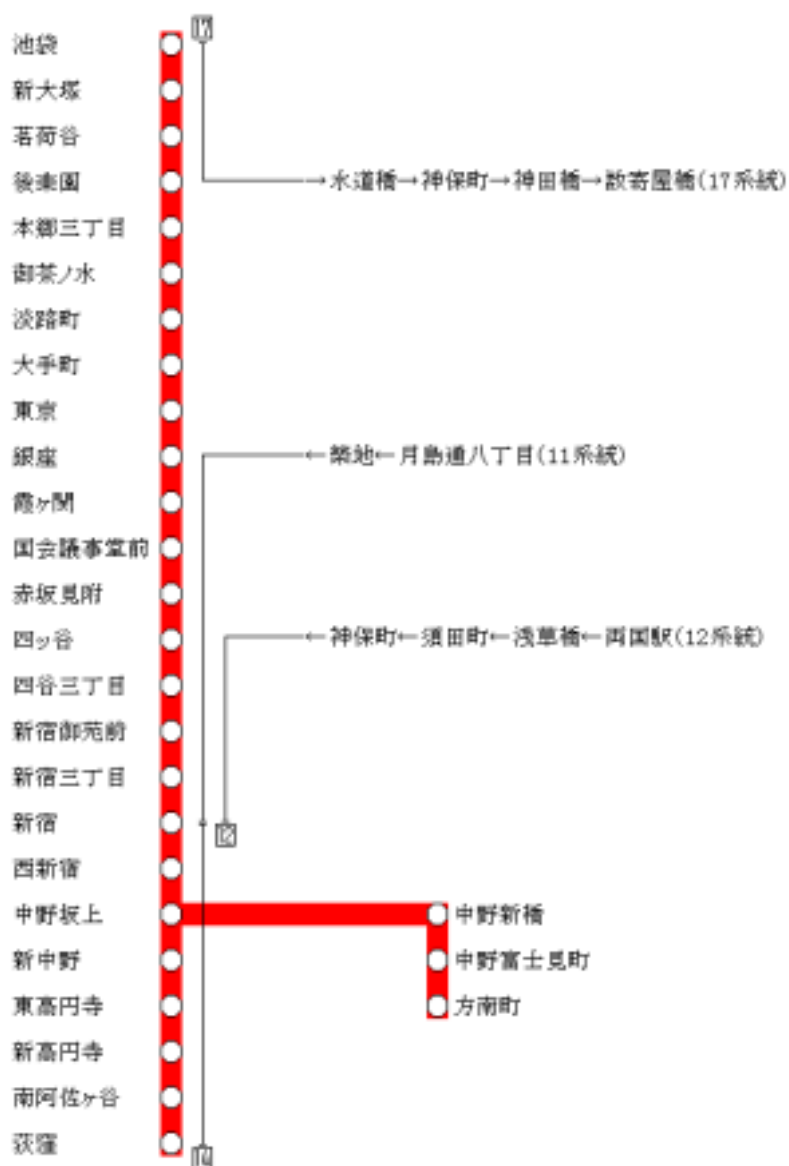 17
池袋
新大塚
茗荷谷
後楽園
→水道橋→神保町→神田橋→数寄屋橋(17系統)
本郷三丁目
御茶ノ水
淡路町
大手町
東京
銀座
←築地←月島通八丁目(11系統)
霞ヶ関
国会議事堂前
赤坂見附
四ッ谷
←神保町←須田町←浅草橋←両国駅(12系統)
四谷三丁目
新宿御苑前
新宿三丁目
新宿
12
西新宿
中野坂上
中野新橋
新中野
中野富士見町
東高円寺
方南町
新高円寺
南阿佐ヶ谷
荻窪
14